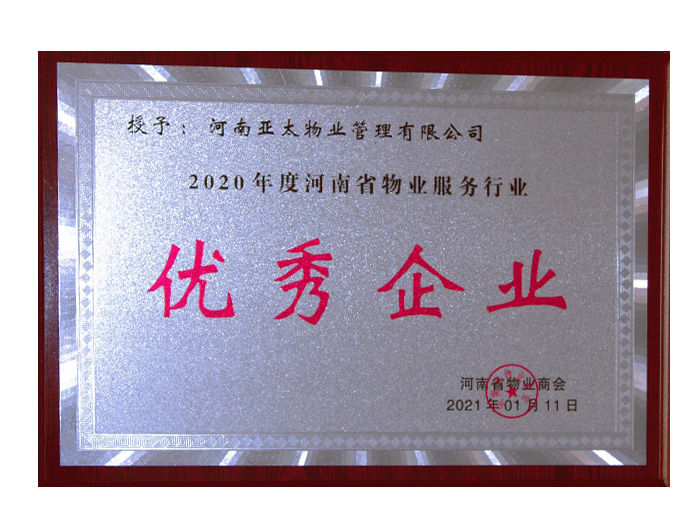 授予：河南亚太物业管理有限公司
2020年度河南省物业服务行业
优秀企业
河南省物业商会
2021年01月11日